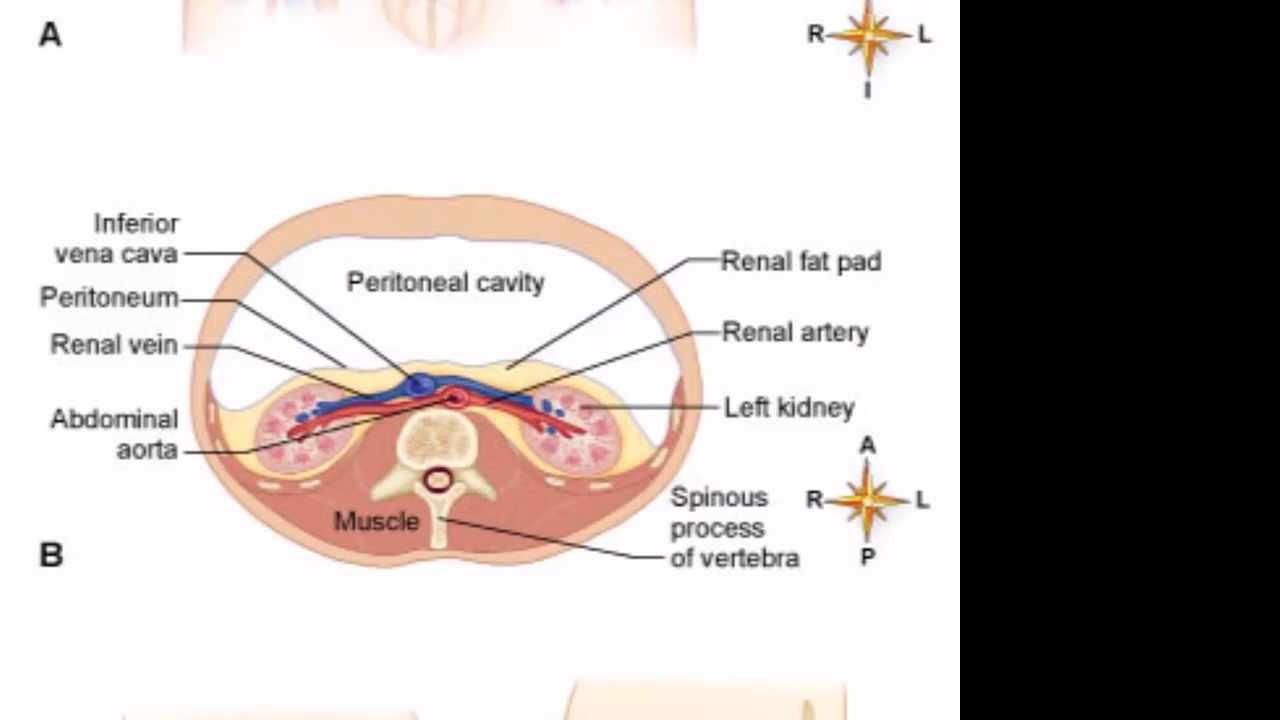 A
R
L
I
Inferior
vena cava
Peritoneum
Renal vein
Abdominal
aorta
Peritoneal cavity
Muscle
Renal fat pad
Renal artery
Left kidney
Spinous
process
of vertebra
A
R
L
P
B